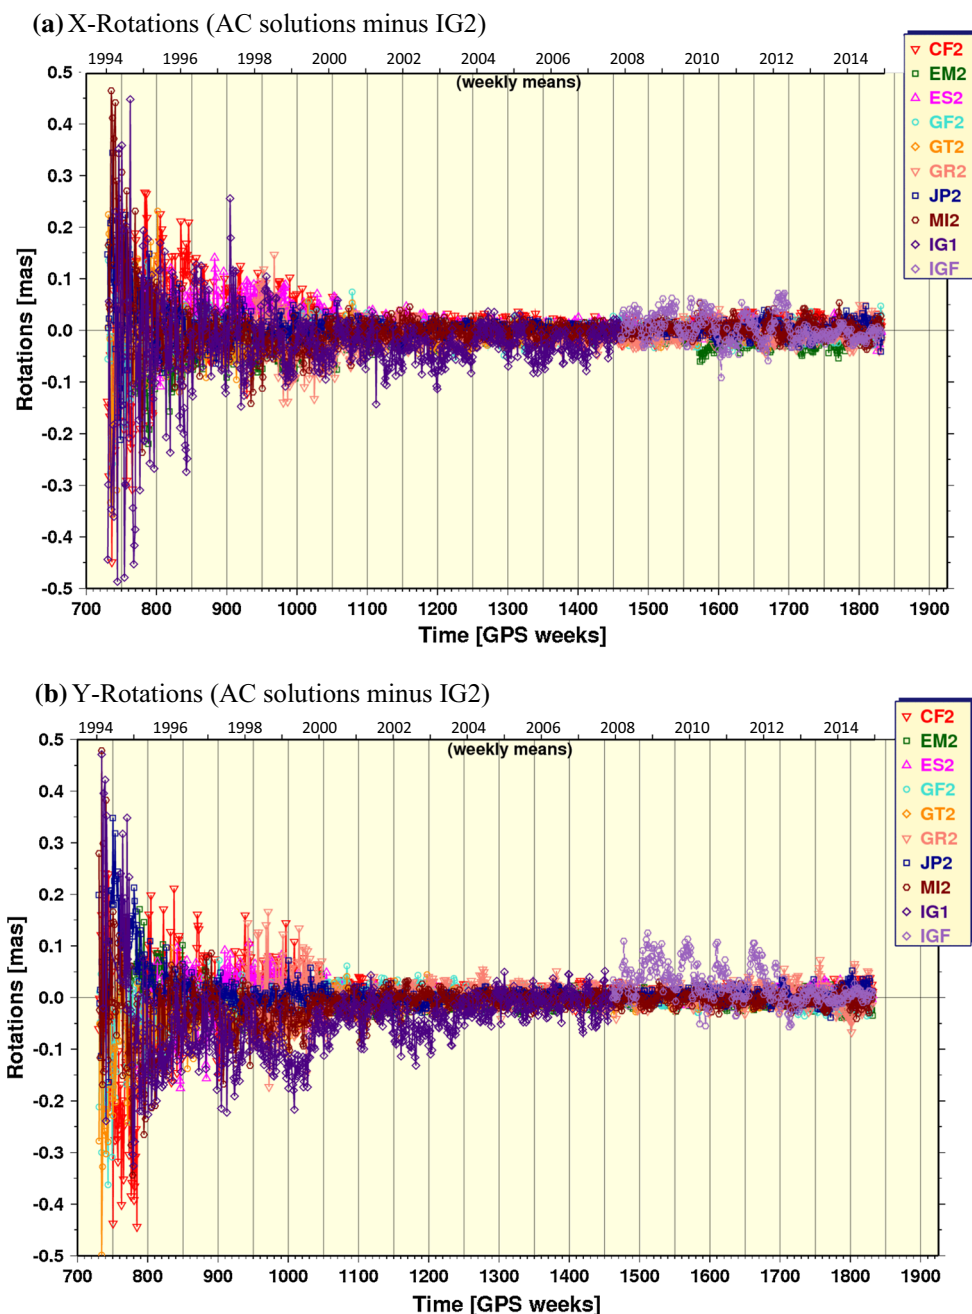 (a) X-Rotations (AC solutions minus IG2)
1994 1996 1998 2000 2002 2004 2006 2008 2010 2012 2014
(weekly means)
CF2
EM2
ES2
GF2
GT2
GR2
JP2
MI2
IG1
IGF
Rotations [mas]
0.5
0.4
0.3
0.2
0.1
0.0
-0.1
-0.2
-0.3
-0.4
-0.5
700 800 900 1000 1100 1200 1300 1400 1500 1600 1700 1800 1900
Time [GPS weeks]
(b) Y-Rotations (AC solutions minus IG2)
1994 1996 1998 2000 2002 2004 2006 2008 2010 2012 2014
(weekly means)
CF2
EM2
ES2
GF2
GT2
GR2
JP2
MI2
IG1
IGF
Rotations [mas]
0.5
0.4
0.3
0.2
0.1
0.0
-0.1
-0.2
-0.3
-0.4
-0.5
700 800 900 1000 1100 1200 1300 1400 1500 1600 1700 1800 1900
Time [GPS weeks]